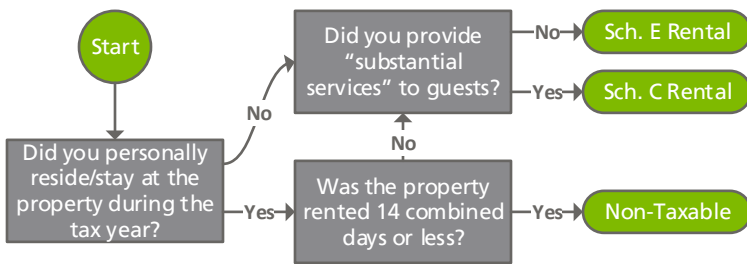 Start
Did you personally
reside/stay at the
property during the
tax year?
No
Yes
Did you provide
“substantial
services” to guests?
No
Sch. E Rental
Yes
Sch. C Rental
No
Was the property
rented 14 combined
days or less?
Yes
Non-Taxable